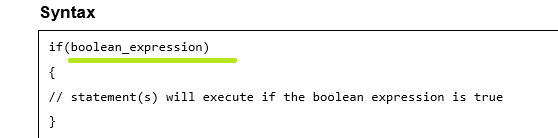 Syntax
if(boolean_expression)
{
// statement(s) will execute if the boolean expression is true
}